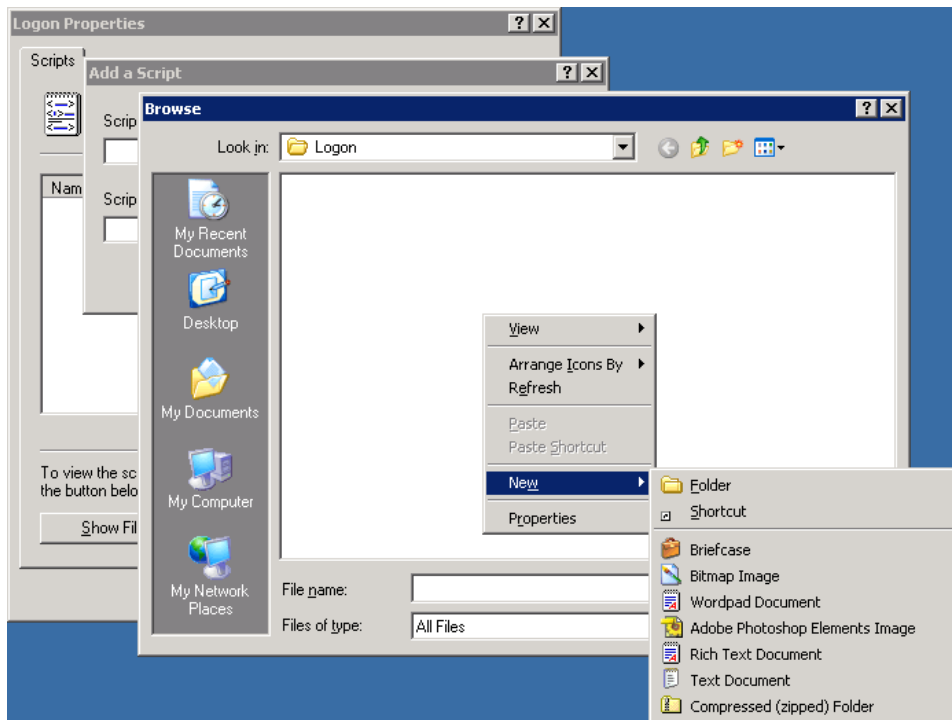 Logon Properties
Scripts
Add a Script
Scrip
Nam
Scrip
To view the sc
the button belo
Show Fil
Browse
Look in:
Logon
My Recent
Documents
Desktop
My Documents
My Computer
My Network
Places
View
Arrange Icons By
Refresh
Paste
Paste Shortcut
New
Properties
Folder
Shortcut
Briefcase
Bitmap Image
Wordpad Document
Adobe Photoshop Elements Image
Rich Text Document
Text Document
Compressed (zipped) Folder
File name:
Files of type:
All Files